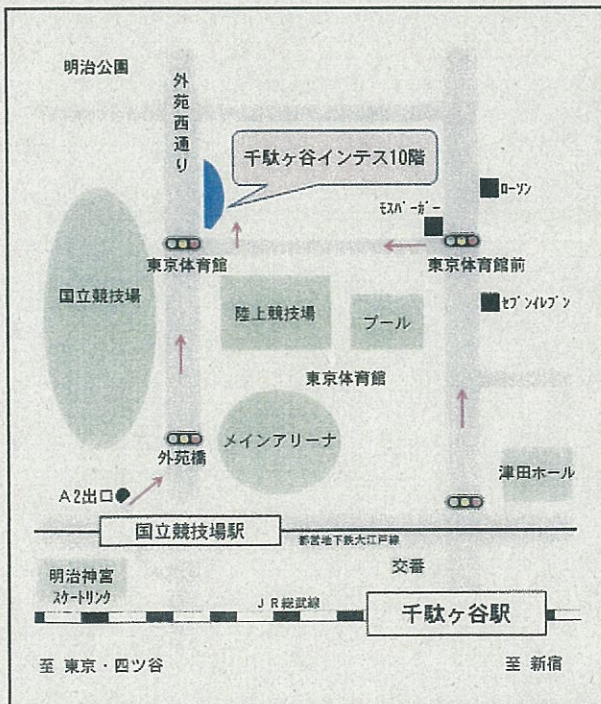 明治公園
外苑西通り
千駄ヶ谷インテス10階
ローソン
モスバーガー
東京体育館
東京体育館前
国立競技場
陸上競技場
プール
セブンイレブン
東京体育館
メインアリーナ
外苑橋
津田ホール
A2出口
国立競技場駅
都営地下鉄大江戸線
交番
明治神宮
スケートリンク
JR総武線
千駄ヶ谷駅
至 東京・四ツ谷
至 新宿